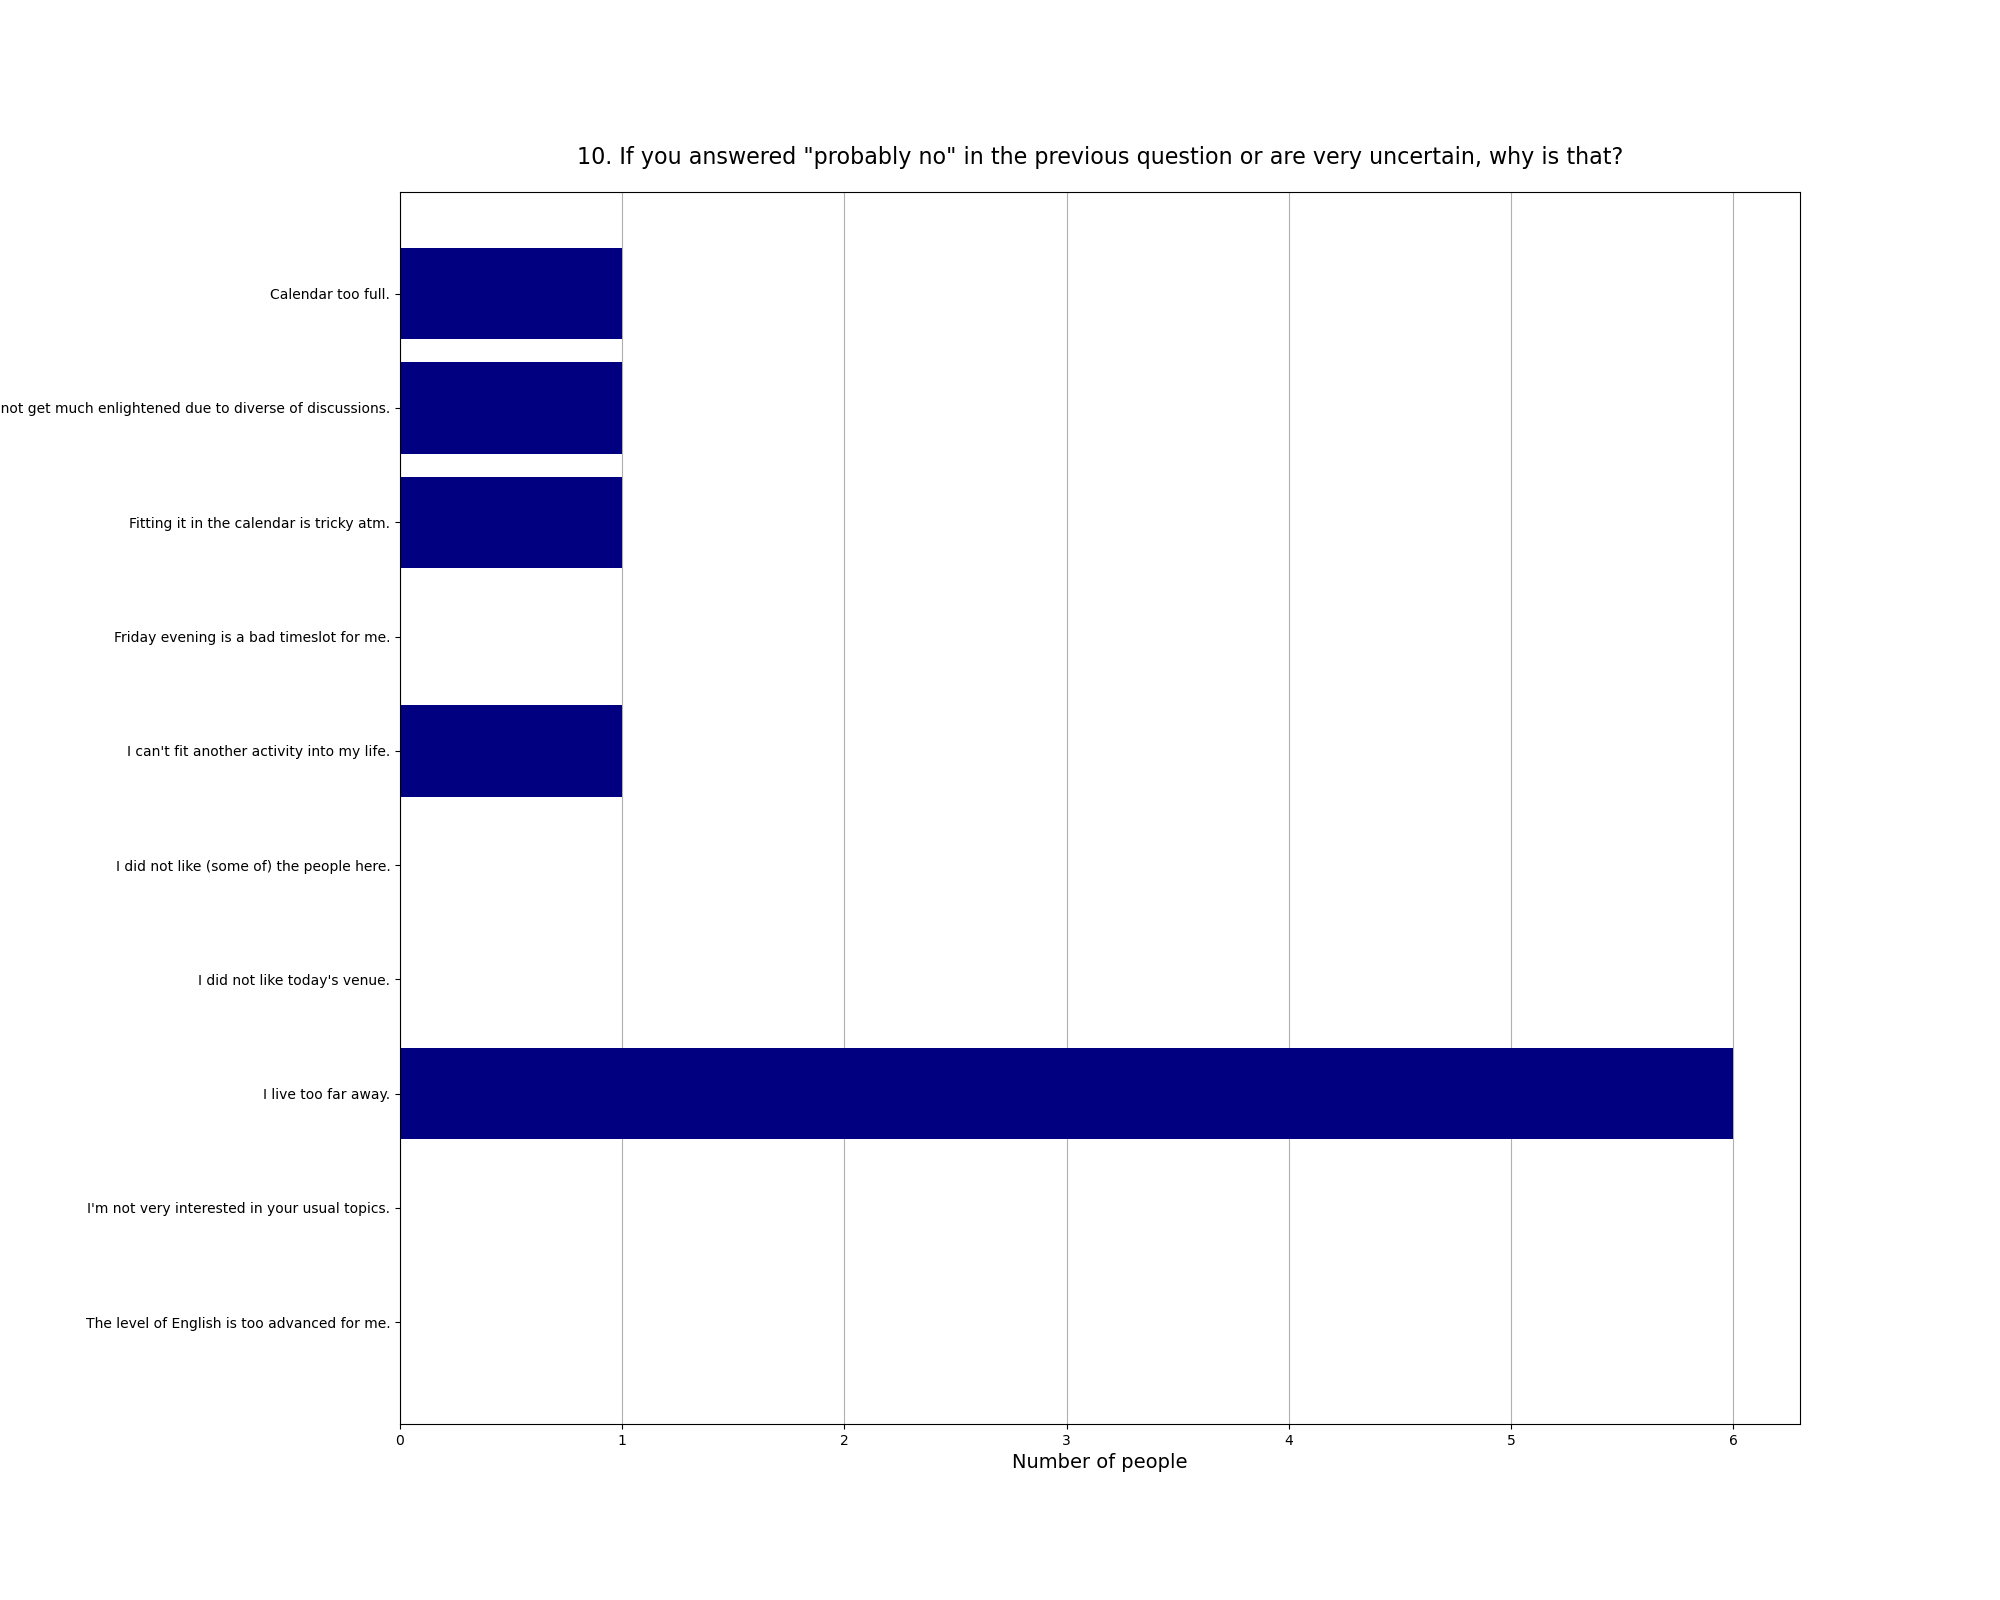 10. If you answered "probably no" in the previous question or are very uncertain, why is that?
Calendar too full.
not get much enlightened due to diverse of discussions.
Fitting it in the calendar is tricky atm.
Friday evening is a bad timeslot for me.
I can't fit another activity into my life.
I did not like (some of) the people here.
I did not like today's venue.
I live too far away.
I'm not very interested in your usual topics.
The level of English is too advanced for me.
0 1 2 3 4 5 6
Number of people